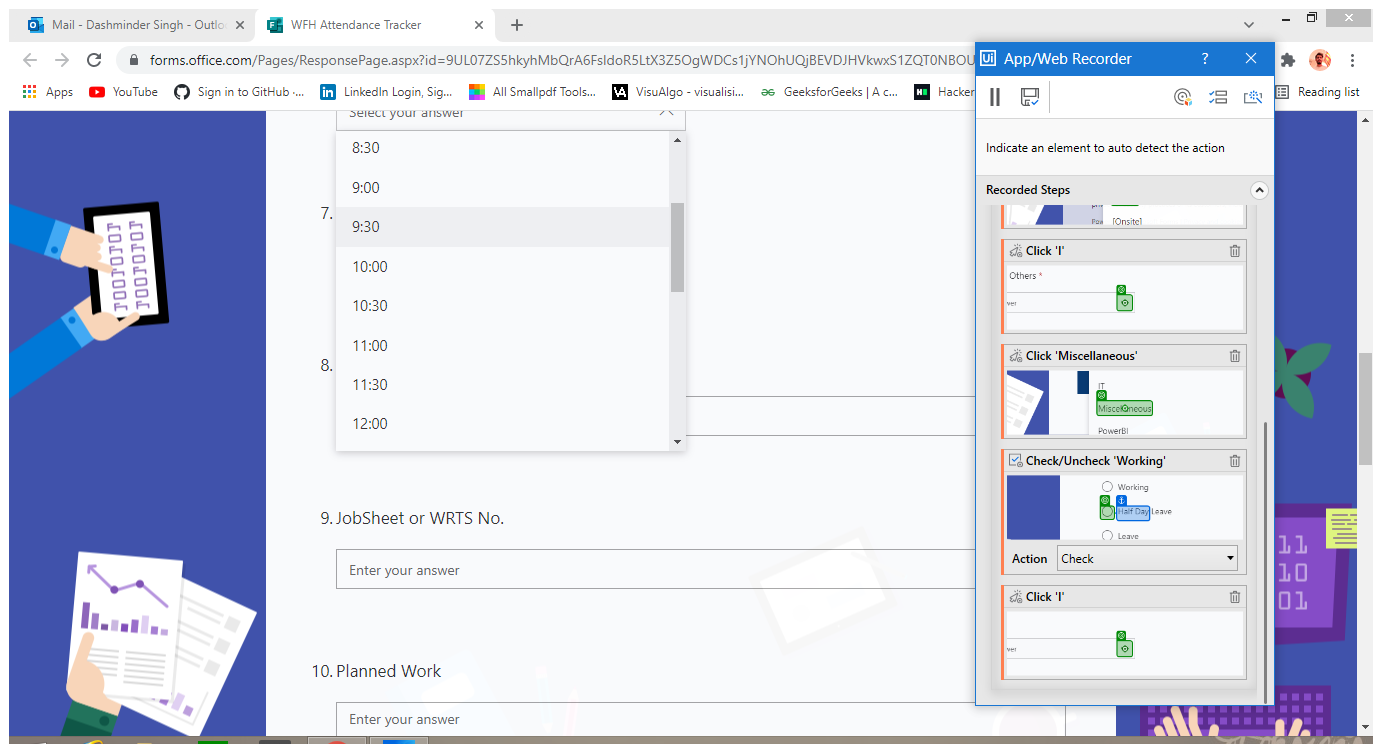 Mail - Dashminder Singh - Outlo
WFH Attendance Tracker
forms.office.com/Pages/ResponsePage.aspx?id=9UL07ZS5hkyhMbQrA6FsIdoR5LtX3Z5OgWDCs1jYNOhUQjBEVDJHVkwxS1ZQT0NBOU
Apps
YouTube
Sign in to GitHub ·...
LinkedIn Login, Sig...
All Smallpdf Tools...
VisuAlgo - visualisi...
GeeksforGeeks | A c...
Hacker
Reading list
Select your answer
8:30
9:00
7.
9:30
10:00
10:30
11:00
8.
11:30
12:00
9. JobSheet or WRTS No.
Enter your answer
10. Planned Work
Enter your answer
Ui App/Web Recorder ?
Indicate an element to auto detect the action
Recorded Steps
[Onsite]
Click 'I'
Others *
ver
Click 'Miscellaneous'
IT
Miscellaneous
PowerBI
Check/Uncheck 'Working'
Working
Half Day Leave
Leave
Action Check
Click 'I'
ver
11
10
01